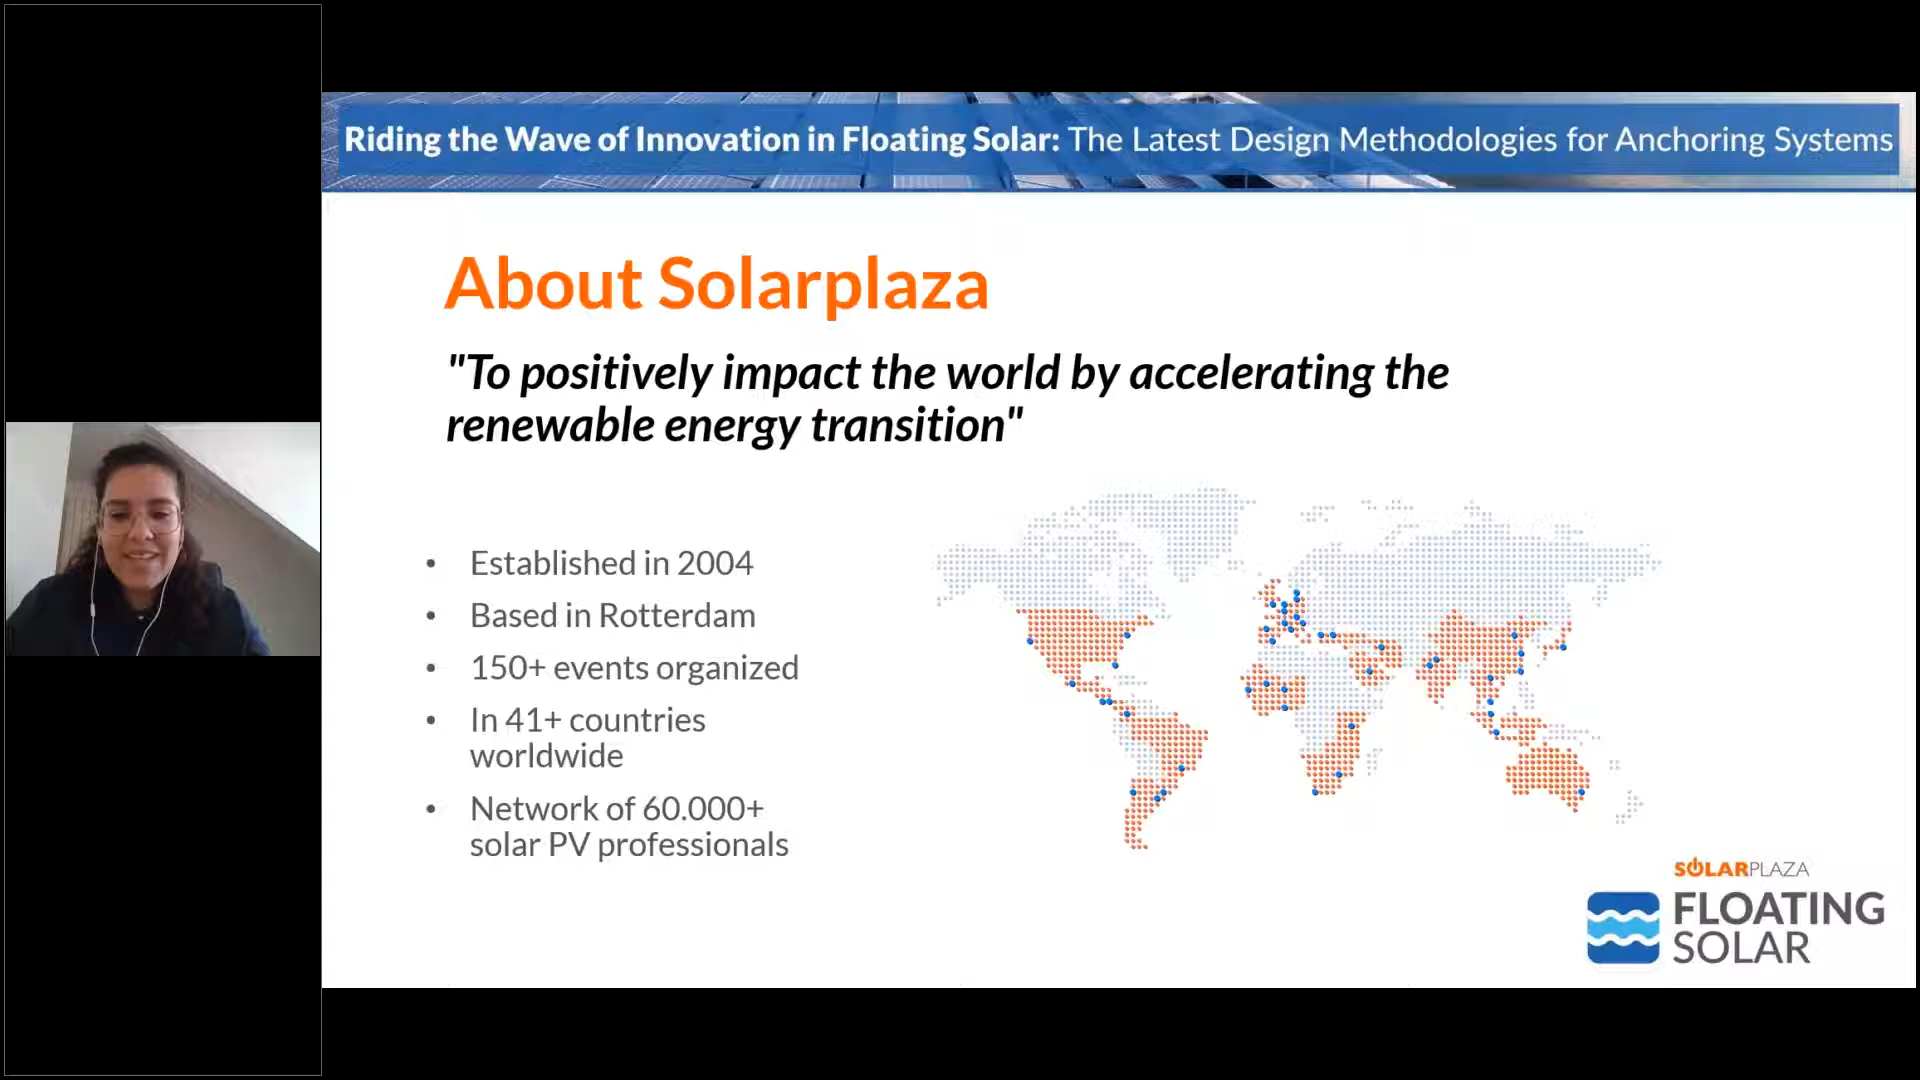 Riding the Wave of Innovation in Floating Solar: The Latest Design Methodologies for Anchoring Systems
About Solarplaza
"To positively impact the world by accelerating the
renewable energy transition"
• Established in 2004
• Based in Rotterdam
• 150+ events organized
• In 41+ countries
worldwide
• Network of 60.000+
solar PV professionals
SOLARPLAZA
FLOATING
SOLAR